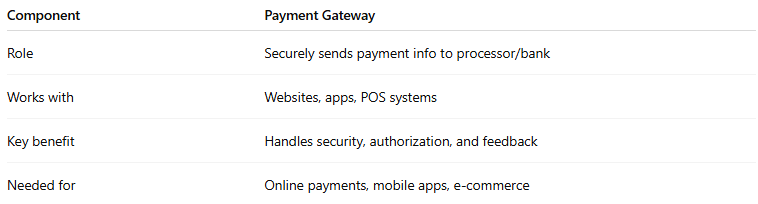 Component Payment Gateway
Role Securely sends payment info to processor/bank
Works with Websites, apps, POS systems
Key benefit Handles security, authorization, and feedback
Needed for Online payments, mobile apps, e-commerce